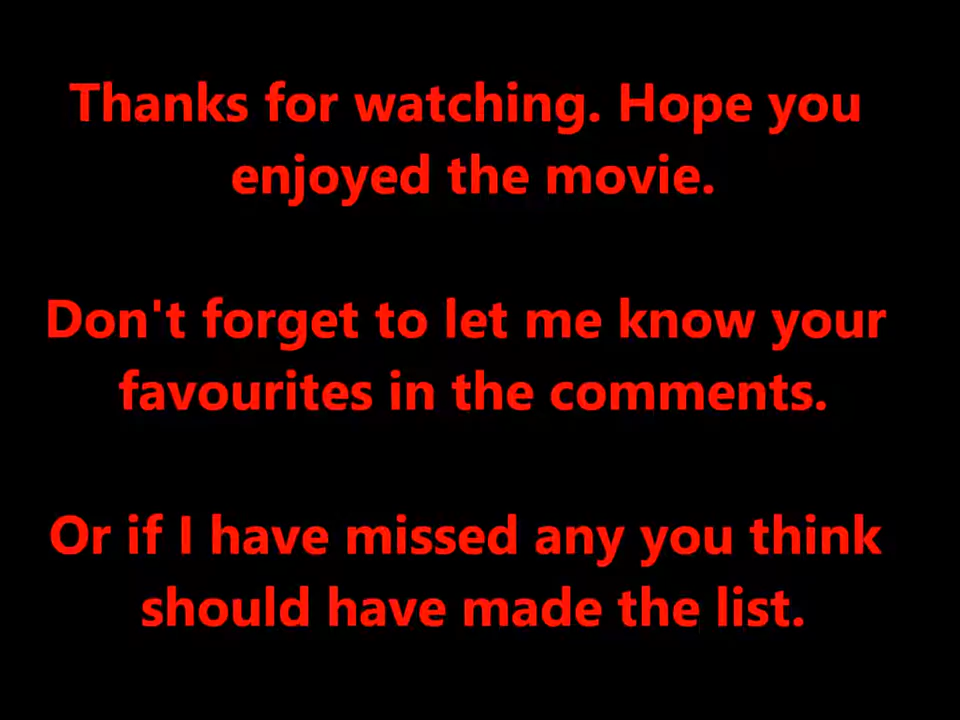 Thanks for watching. Hope you
enjoyed the movie.
Don't forget to let me know your
favourites in the comments.
Or if I have missed any you think
should have made the list.